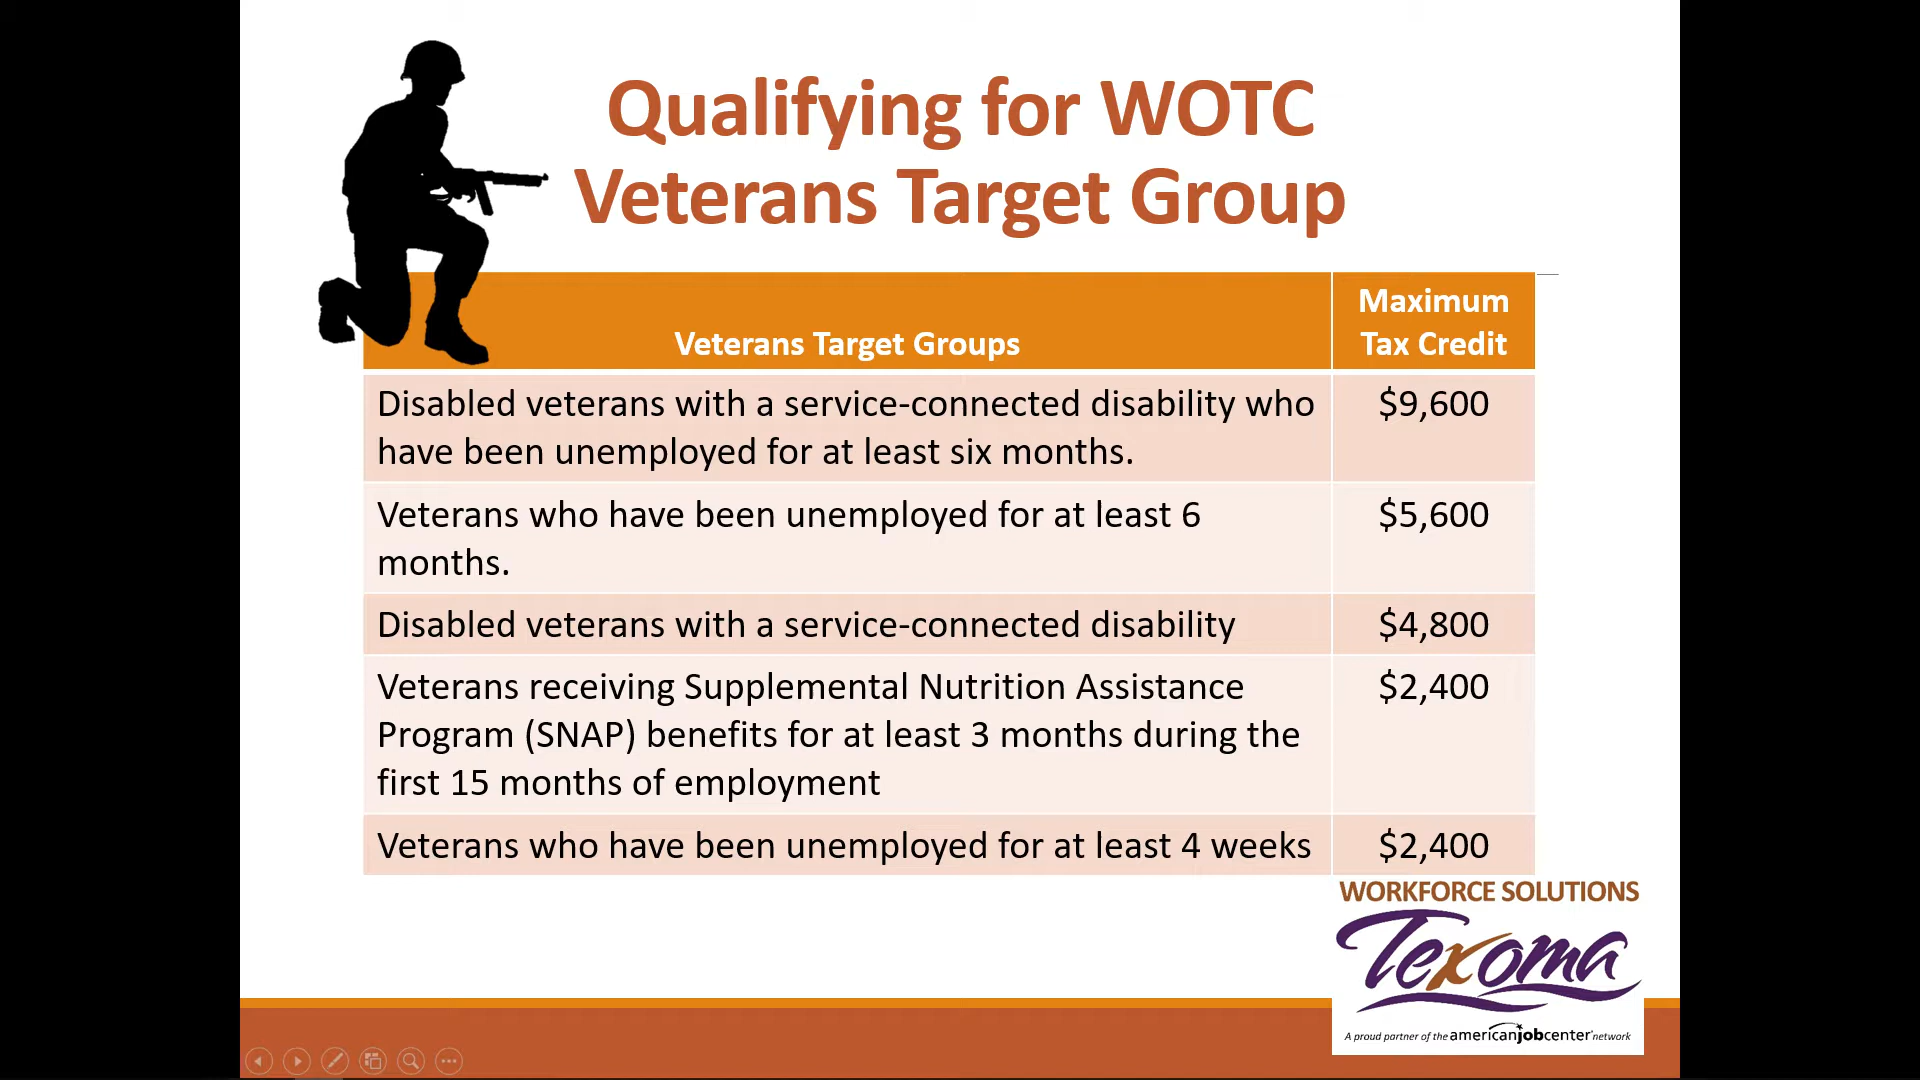 Qualifying for WOTC
Veterans Target Group
Veterans Target Groups
Maximum
Tax Credit
Disabled veterans with a service-connected disability who
have been unemployed for at least six months.
$9,600
Veterans who have been unemployed for at least 6
months.
$5,600
Disabled veterans with a service-connected disability
$4,800
Veterans receiving Supplemental Nutrition Assistance
Program (SNAP) benefits for at least 3 months during the
first 15 months of employment
$2,400
Veterans who have been unemployed for at least 4 weeks
$2,400
WORKFORCE SOLUTIONS
Texoma
A proud partner of the americanjobcenter network